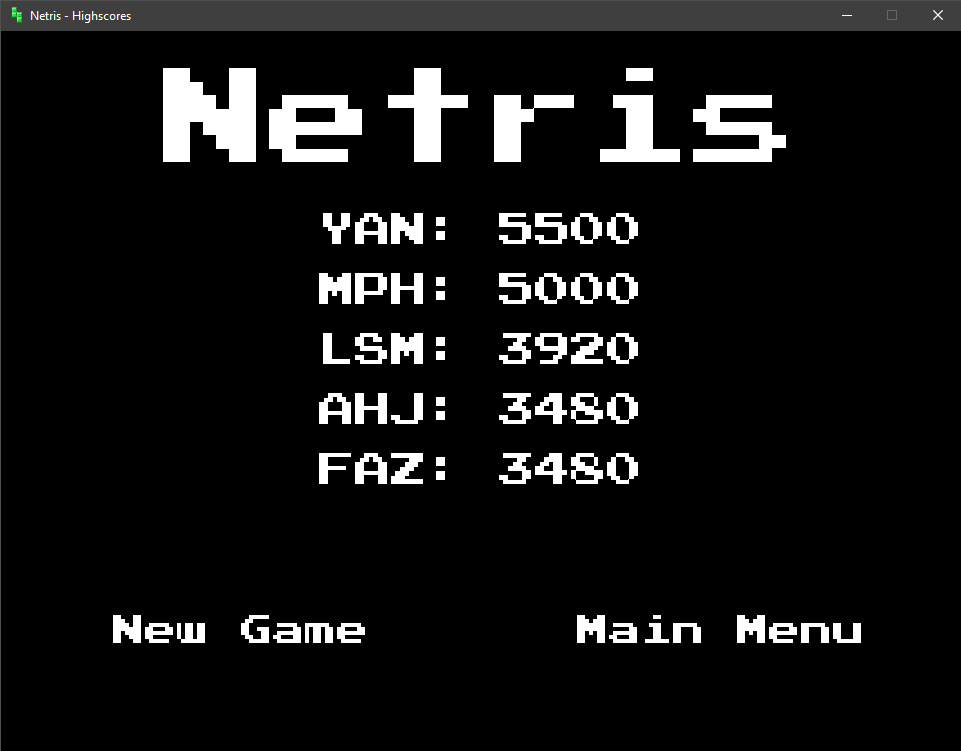 Netris - Highscores
Netris
YAN: 5500
MPH: 5000
LSM: 3920
AHJ: 3480
FAZ: 3480
New Game Main Menu